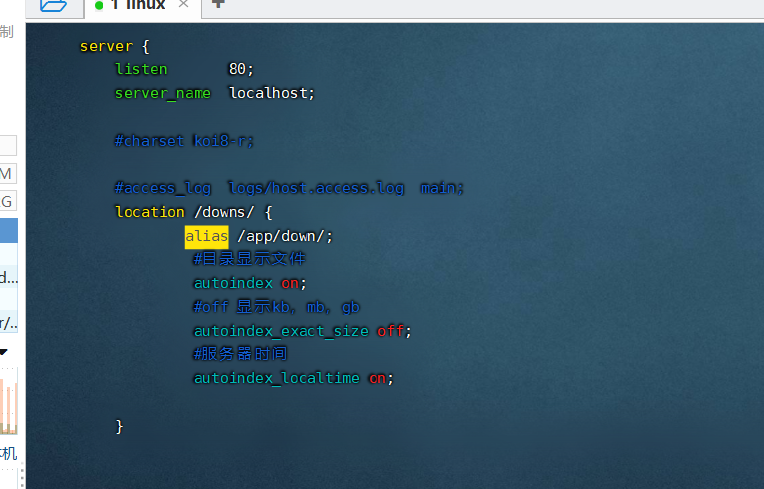 1 linux
制
server {
listen 80;
server_name localhost;
#charset koi8-r;
M
#access_log logs/host.access.log main;
G
location /downs/ {
alias /app/down/;
#目录显示文件
d...
autoindex on;
#off 显示kb, mb, gb
r/..
autoindex_exact_size off;
#服务器时间
autoindex_localtime on;
}
机